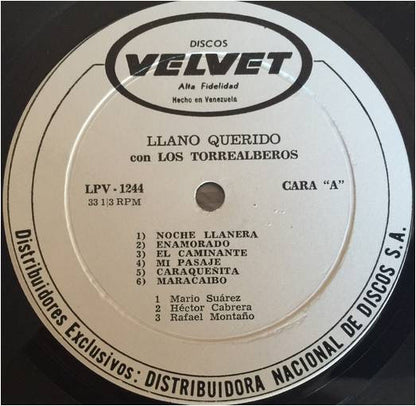 DISCOS
VELVET
Alta Fidelidad
Hecho en Venezuela
LLANO QUERIDO
con LOS TORREALBEROS
LPV - 1244
CARA "A"
33 1|3 RPM
1) NOCHE LLANERA
2) ENAMORADO
3) EL CAMINANTE
4) MI PASAJE
5) CARAQUEÑITA
6) MARACAIBO
1 Mario Suárez
2 Héctor Cabrera
3 Rafael Montaño
Distribuidores Exclusivos: DISTRIBUIDORA NACIONAL DE DISCOS S.A.